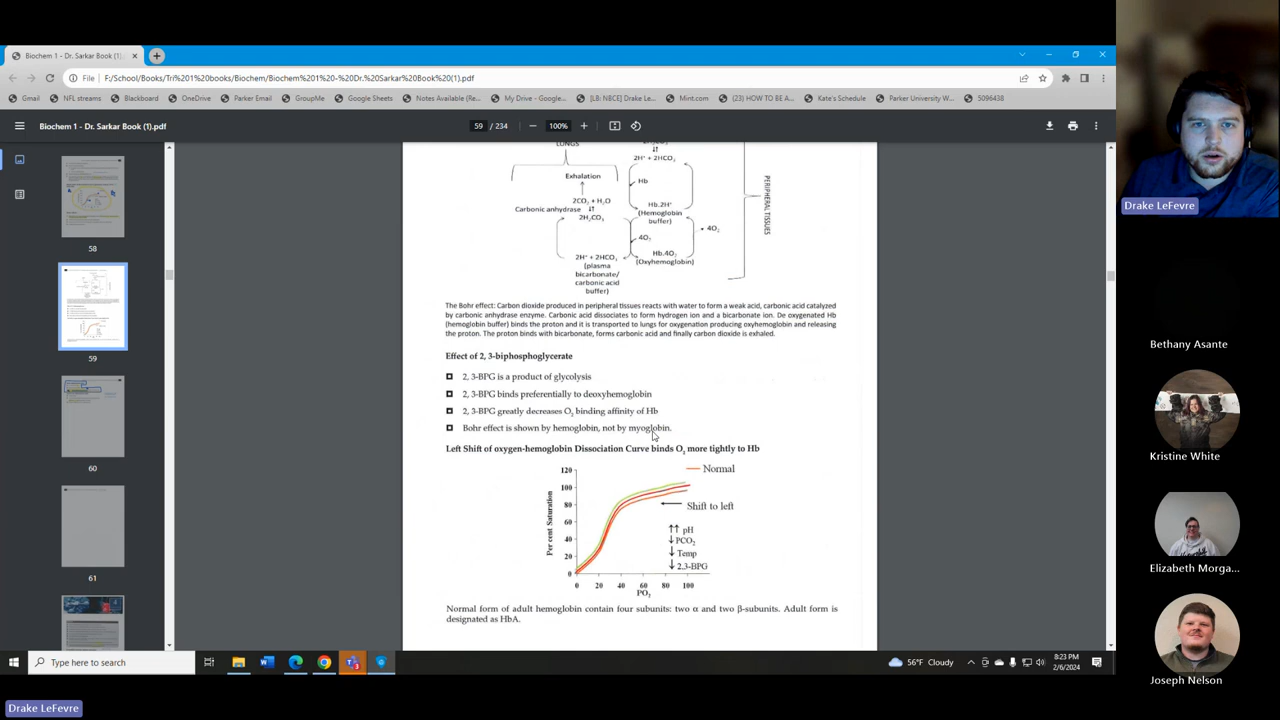 Biochem 1 - Dr. Sarkar Book (1).p
File
F:/School/Books/Tri%201%20books/Biochem/Biochem%201%20-%20Dr.%20Sarkar%20Book%20(1).pdf
Gmail NFL streams Blackboard OneDrive Parker Email GroupMe Google Sheets Notes Available (Re... My Drive - Google... [LB: NBCE] Drake Le... Mint.com (23) HOW TO BE A... Kate's Schedule Parker University W... 5096438
Biochem 1 - Dr. Sarkar Book (1).pdf
59 / 234
100%
58
59
60
61
LUNGS
2H⁺ + 2HCO₃
Exhalation
Hb
2CO₂ + H₂O
Carbonic anhydrase
2H₂CO₃
Hb.2H⁺
(Hemoglobin
buffer)
4O₂
4O₂
Hb.4O₂
(Oxyhemoglobin)
2H⁺ + 2HCO₃
(plasma
bicarbonate/
carbonic acid
buffer)
PERIPHERAL TISSUES
The Bohr effect: Carbon dioxide produced in peripheral tissues reacts with water to form a weak acid, carbonic acid catalyzed
by carbonic anhydrase enzyme. Carbonic acid dissociates to form hydrogen ion and a bicarbonate ion. De oxygenated Hb
(hemoglobin buffer) binds the proton and it is transported to lungs for oxygenation producing oxyhemoglobin and releasing
the proton. The proton binds with bicarbonate, forms carbonic acid and finally carbon dioxide is exhaled.
Effect of 2, 3-biphosphoglycerate
2, 3-BPG is a product of glycolysis
2, 3-BPG binds preferentially to deoxyhemoglobin
2, 3-BPG greatly decreases O₂ binding affinity of Hb
Bohr effect is shown by hemoglobin, not by myoglobin.
Left Shift of oxygen-hemoglobin Dissociation Curve binds O₂ more tightly to Hb
120
100
80
60
40
20
0
Per cent Saturation
Normal
Shift to left
↑↑ pH
↓ PCO₂
↓ Temp
↓ 2,3-BPG
0 20 40 60 80 100
PO₂
Normal form of adult hemoglobin contain four subunits: two α and two β-subunits. Adult form is
designated as HbA.
Type here to search
56°F Cloudy
8:23 PM
2/6/2024
Drake LeFevre
Bethany Asante
Kristine White
Elizabeth Morga...
Joseph Nelson
Drake LeFevre